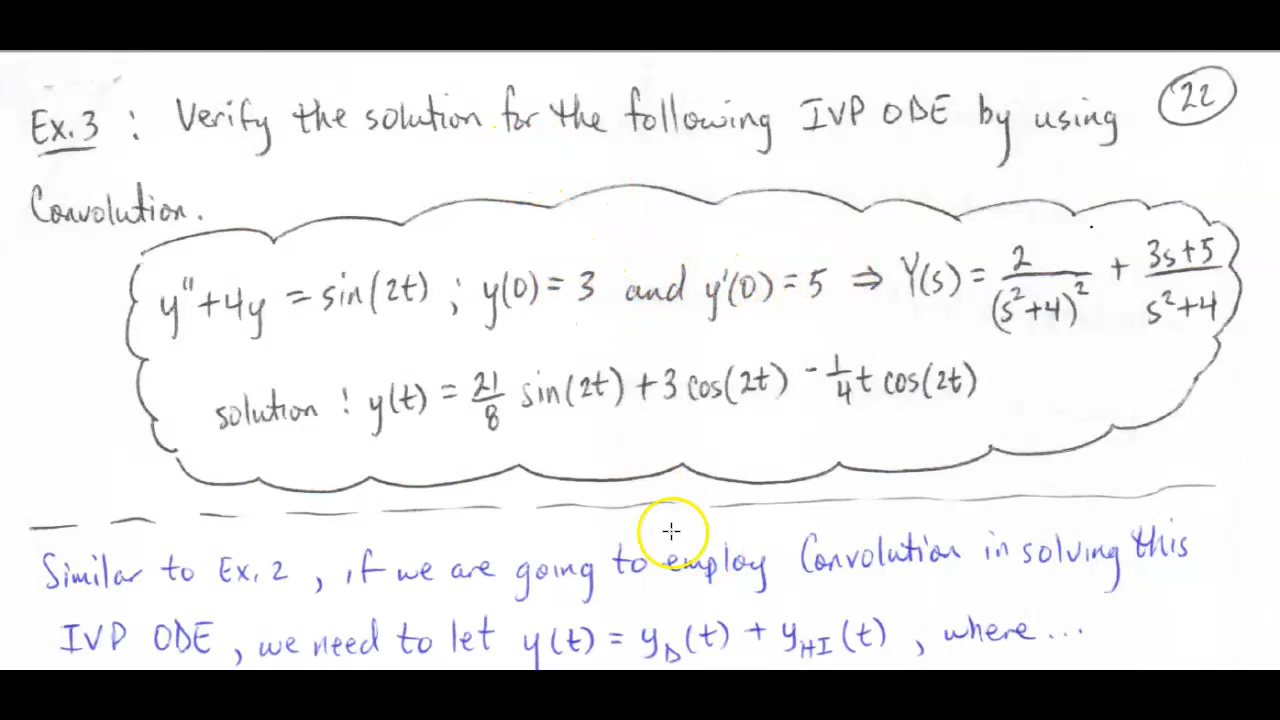 Ex. 3 : Verify the solution for the following IVP ODE by using
22
Convolution.
y" + 4y = sin(2t) ; y(0) = 3 and y'(0) = 5 ⇒ Y(s) = 2/(s²+4)² + (3s+5)/(s²+4)
solution : y(t) = 21/8 sin(2t) + 3 cos(2t) - 1/4 t cos(2t)
Similar to Ex. 2 , if we are going to employ Convolution in solving this
IVP ODE , we need to let y(t) = y_D(t) + y_HI(t) , where ...